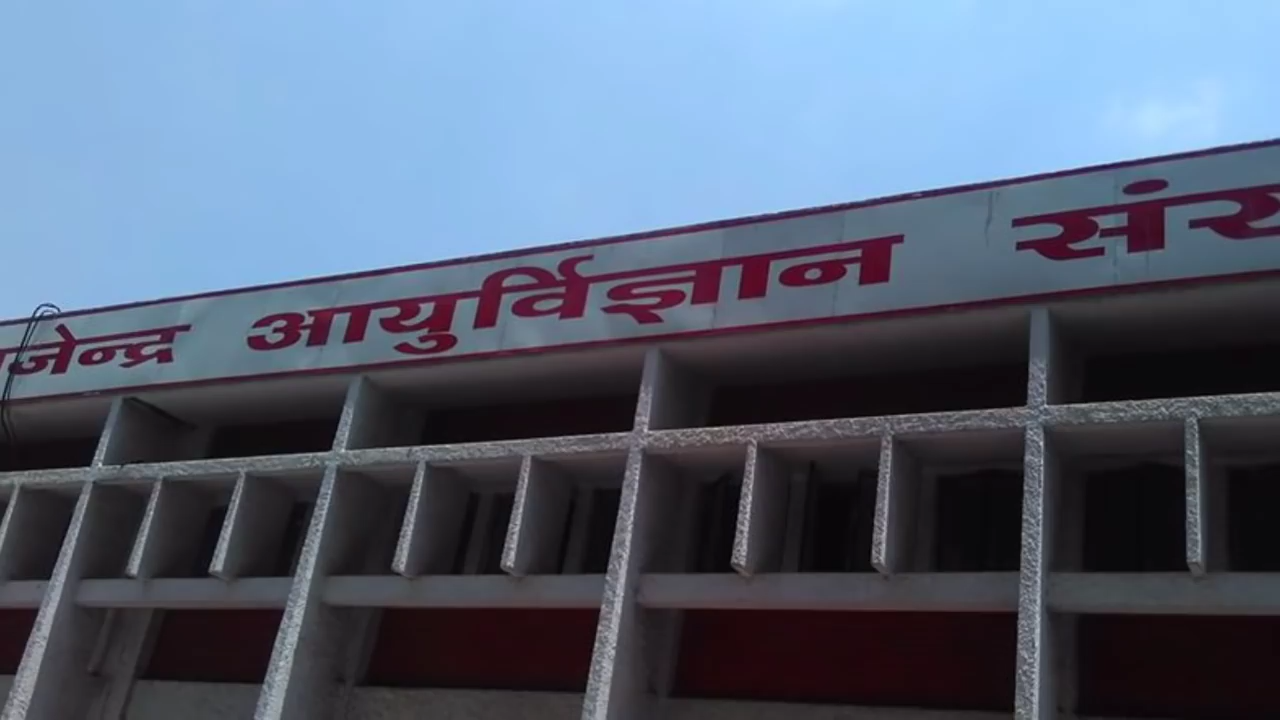 जेन्द्र आयुर्विज्ञान सं